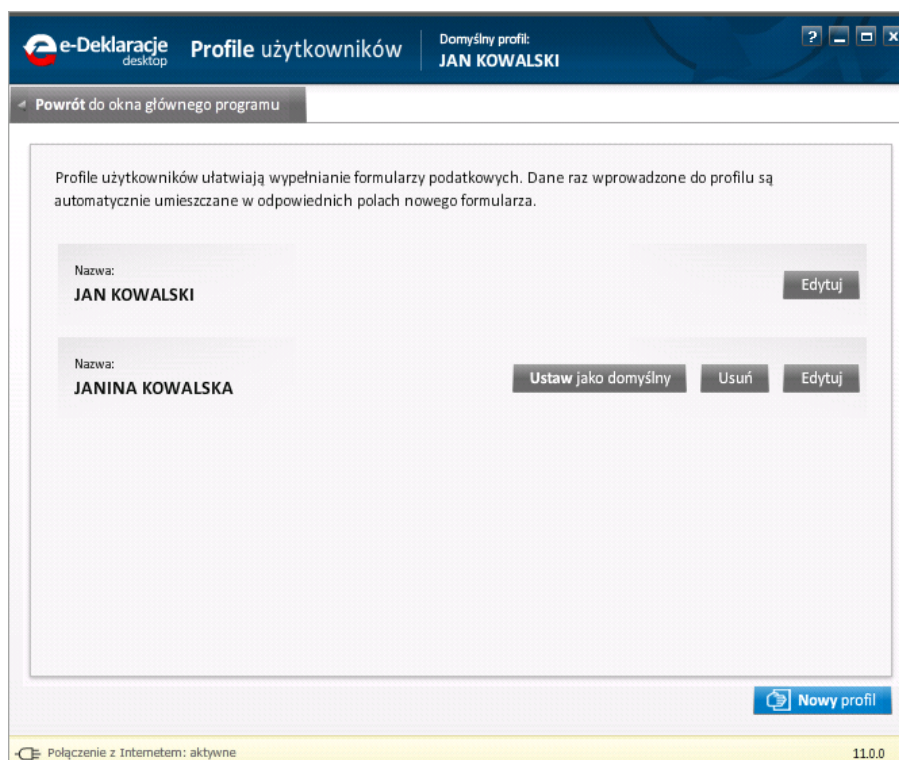 e-Deklaracje
desktop
Profile użytkowników
Domyślny profil:
JAN KOWALSKI
?
Powrót do okna głównego programu
Profile użytkowników ułatwiają wypełnianie formularzy podatkowych. Dane raz wprowadzone do profilu są
automatycznie umieszczane w odpowiednich polach nowego formularza.
Nazwa:
JAN KOWALSKI
Edytuj
Nazwa:
JANINA KOWALSKA
Ustaw jako domyślny
Usuń
Edytuj
Nowy profil
Połączenie z Internetem: aktywne
11.0.0